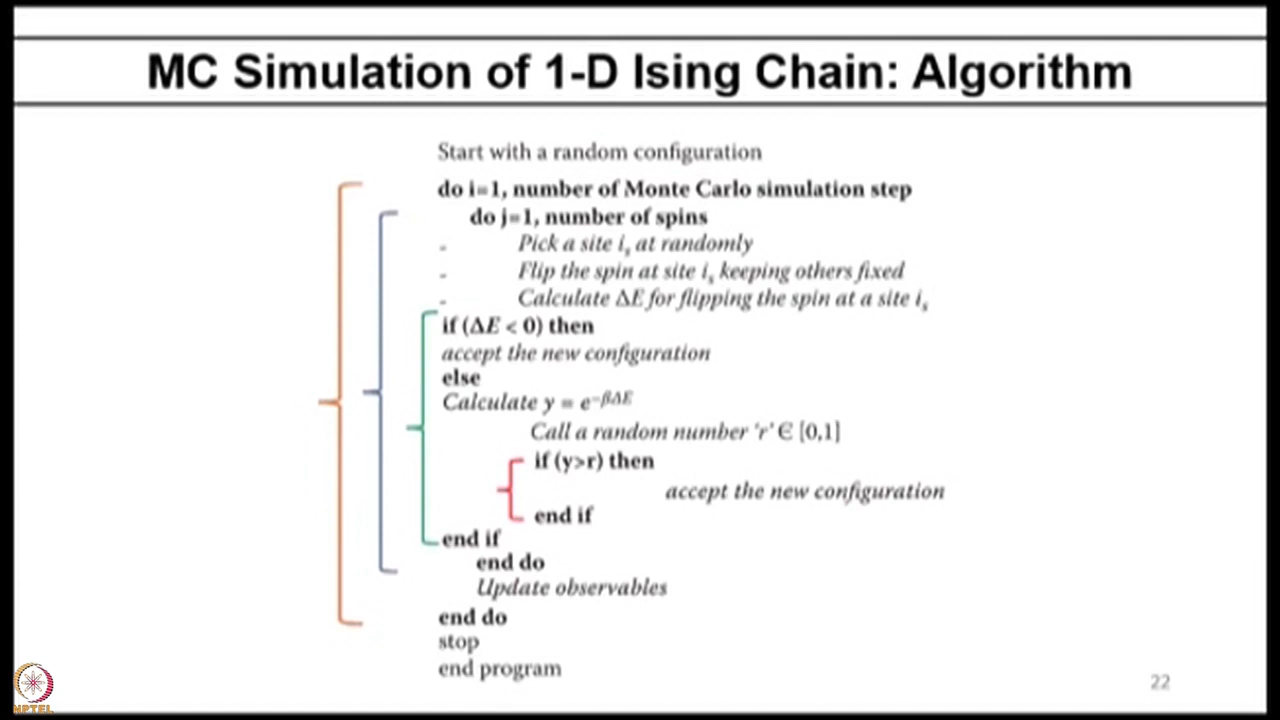 MC Simulation of 1-D Ising Chain: Algorithm
Start with a random configuration
do i=1, number of Monte Carlo simulation step
do j=1, number of spins
- Pick a site iₛ at randomly
- Flip the spin at site iₛ keeping others fixed
- Calculate ΔE for flipping the spin at a site iₛ
if (ΔE < 0) then
accept the new configuration
else
Calculate y = e^−βΔE
Call a random number 'r' ∈ [0,1]
if (y>r) then
accept the new configuration
end if
end if
end do
Update observables
end do
stop
end program
22
NPTEL